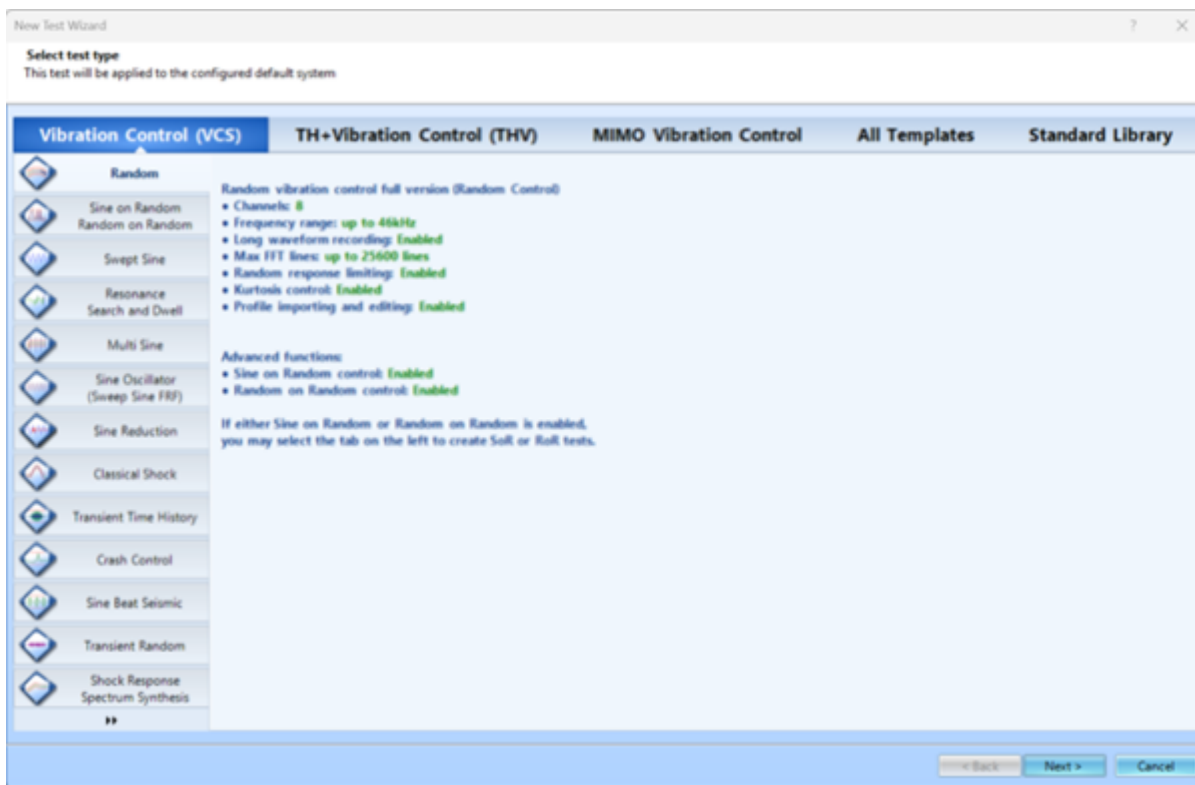 New Test Wizard
?
Select test type
This test will be applied to the configured default system
Vibration Control (VCS) TH+Vibration Control (THV) MIMO Vibration Control All Templates Standard Library
Random
Sine on Random
Random on Random
Swept Sine
Resonance
Search and Dwell
Multi Sine
Sine Oscillator
(Sweep Sine FRF)
Sine Reduction
Classical Shock
Transient Time History
Crash Control
Sine Beat Seismic
Transient Random
Shock Response
Spectrum Synthesis
Random vibration control full version (Random Control)
• Channels: 8
• Frequency range: up to 46kHz
• Long waveform recording: Enabled
• Max FFT lines: up to 25600 lines
• Random response limiting: Enabled
• Kurtosis control: Enabled
• Profile importing and editing: Enabled
Advanced functions:
• Sine on Random control: Enabled
• Random on Random control: Enabled
If either Sine on Random or Random on Random is enabled,
you may select the tab on the left to create SoR or RoR tests.
< Back Next > Cancel